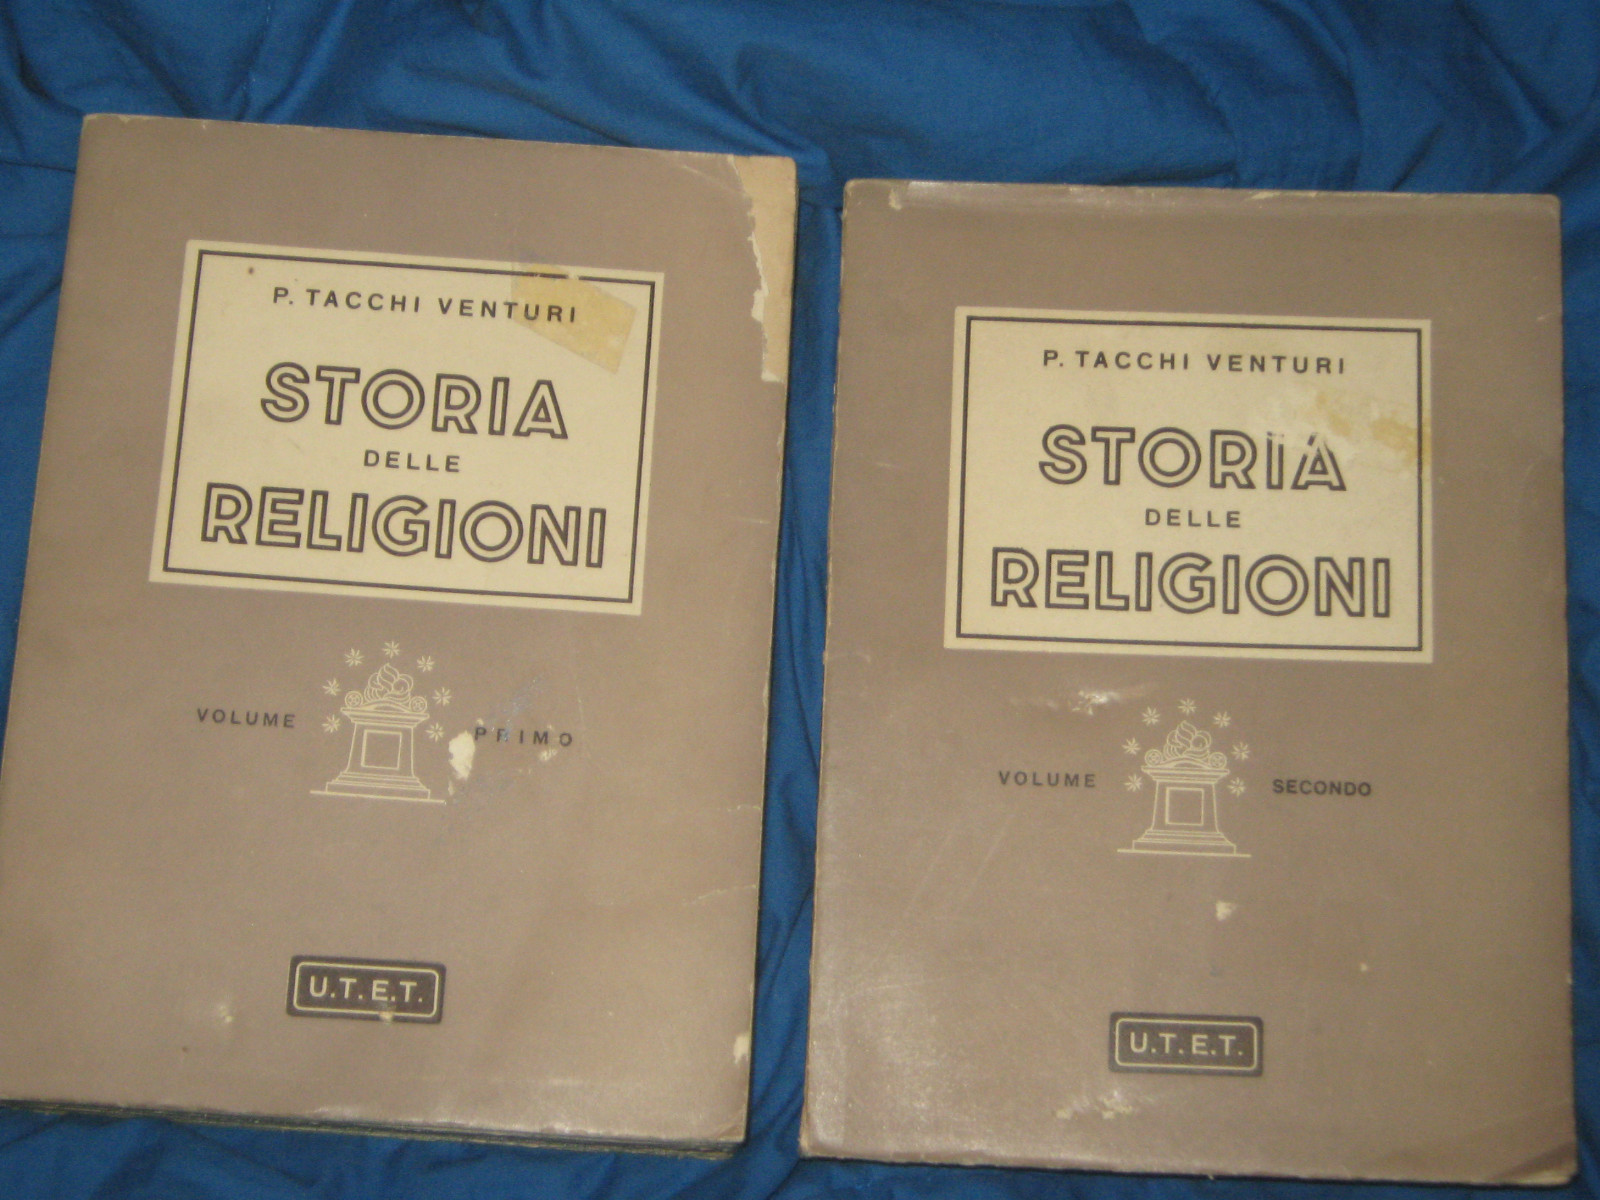 P. TACCHI VENTURI
STORIA
DELLE
RELIGIONI
VOLUME PRIMO
U.T.E.T.
P. TACCHI VENTURI
STORIA
DELLE
RELIGIONI
VOLUME SECONDO
U.T.E.T.